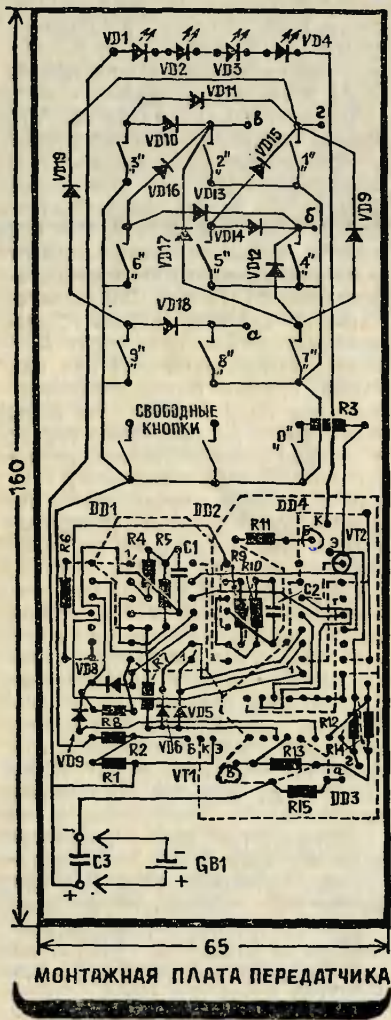 VD1 VD2 VD3 VD4
VD11
VD10 в г
VD15
VD19 "3" "2" "1"
VD16
VD13
VD9
VD17 VD14 б
VD12
"6" "5" "4"
VD18 а
"9" "8" "7"
СВОБОДНЫЕ КНОПКИ
"0" R3
160
DD1 DD2 DD4
R6 R4 R5 C1 R9 R10 R11 Б К Э VT2
1 C2
VD8 R7
R8 VD5 1 R12
VD9 R2 VD6 Б К Э R13 R14
R1 VT1 в г
R15 а DD3
-
C3 GB1
+ +
65
МОНТАЖНАЯ ПЛАТА ПЕРЕДАТЧИКА